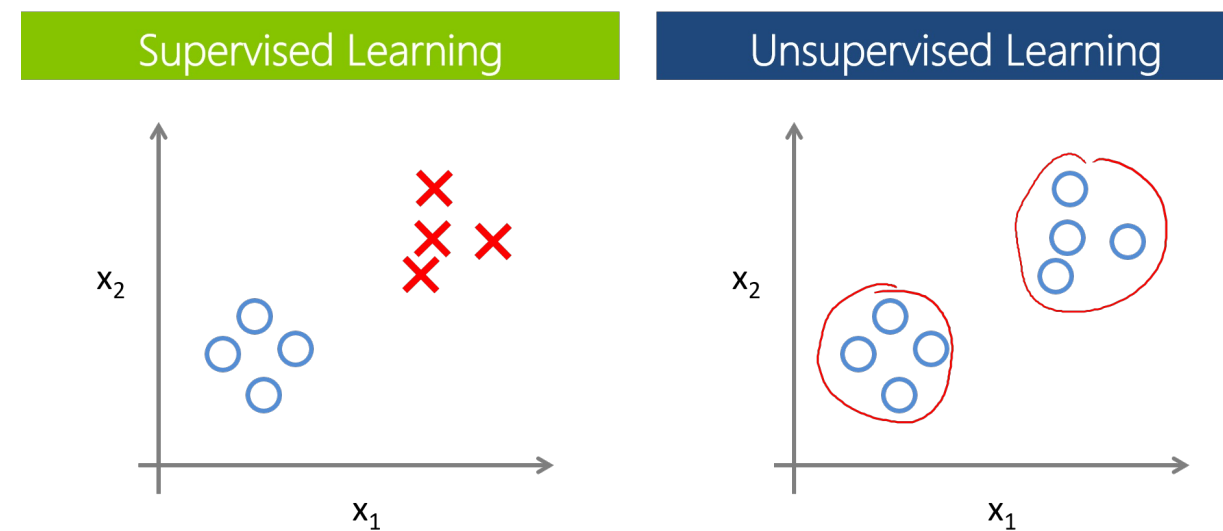 Supervised Learning
Unsupervised Learning
x₂
x₁
x₂
x₁